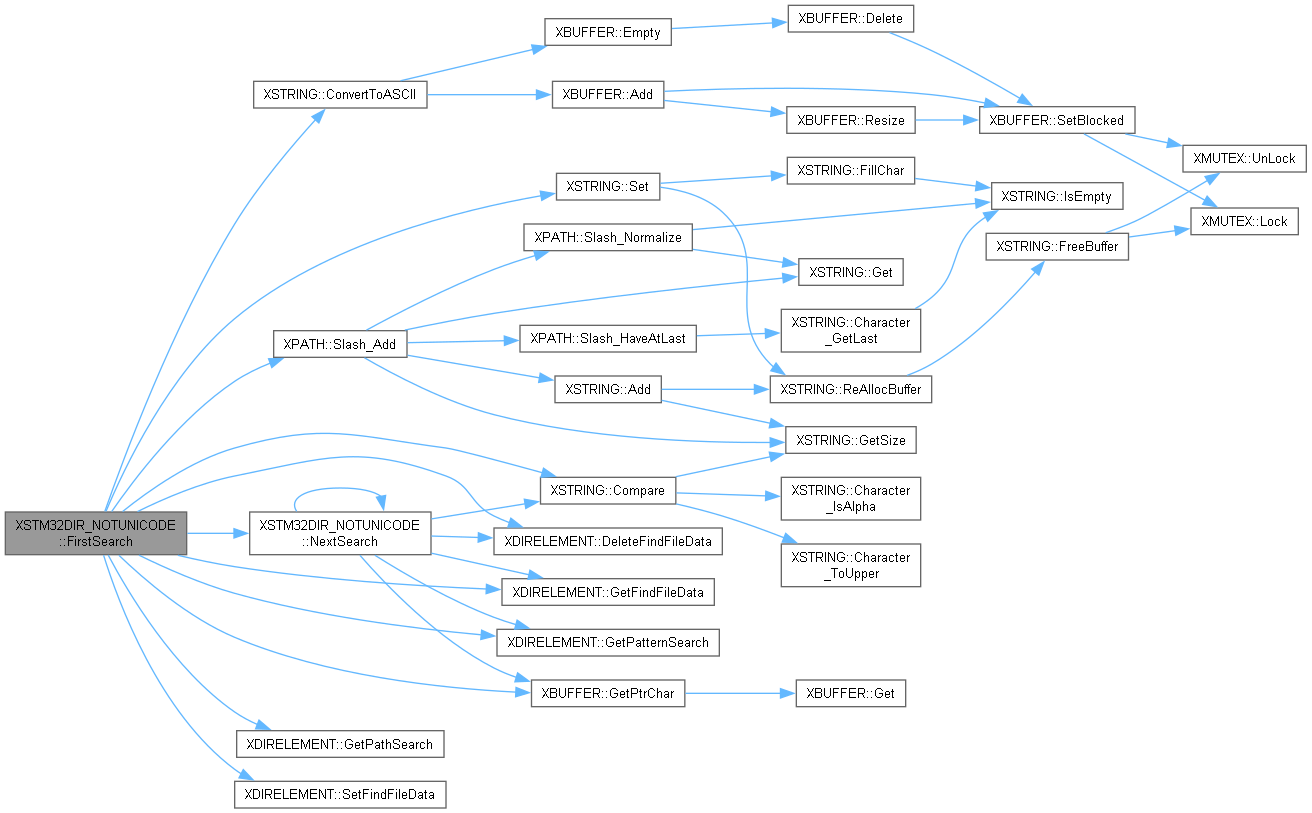 XBUFFER::Delete
XBUFFER::Empty
XSTRING::ConvertToASCII
XBUFFER::Add
XBUFFER::Resize
XBUFFER::SetBlocked
XMUTEX::UnLock
XSTRING::FillChar
XSTRING::Set
XSTRING::IsEmpty
XMUTEX::Lock
XPATH::Slash_Normalize
XSTRING::FreeBuffer
XSTRING::Get
XSTRING::Character
_GetLast
XPATH::Slash_HaveAtLast
XPATH::Slash_Add
XSTRING::Add
XSTRING::ReAllocBuffer
XSTRING::GetSize
XSTRING::Compare
XSTRING::Character
_IsAlpha
XSTM32DIR_NOTUNICODE
::FirstSearch
XSTM32DIR_NOTUNICODE
::NextSearch
XDIRELEMENT::DeleteFindFileData
XSTRING::Character
_ToUpper
XDIRELEMENT::GetFindFileData
XDIRELEMENT::GetPatternSearch
XBUFFER::GetPtrChar
XBUFFER::Get
XDIRELEMENT::GetPathSearch
XDIRELEMENT::SetFindFileData